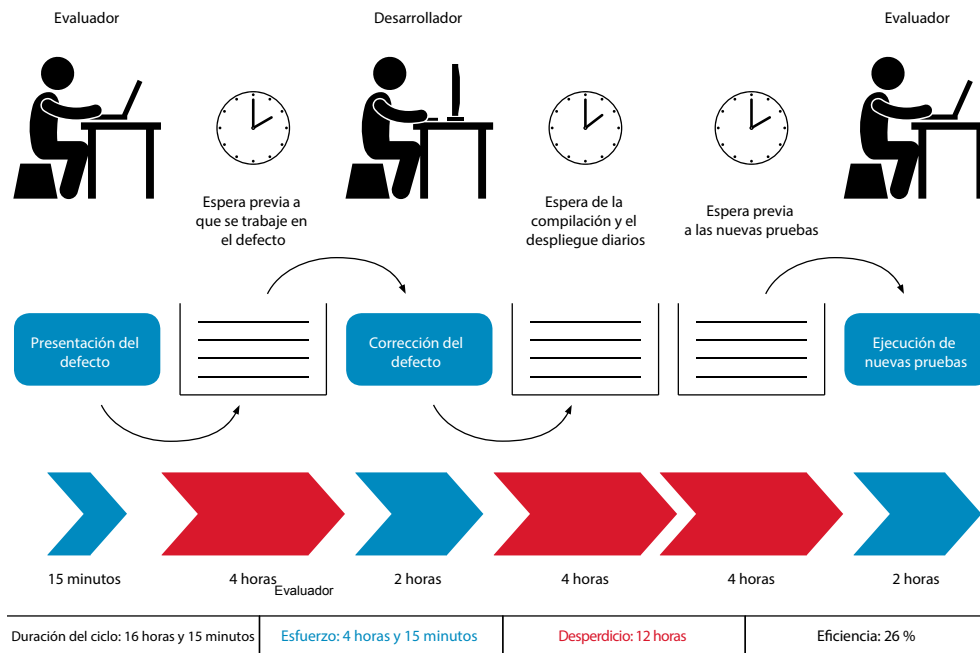 Evaluador
Desarrollador
Evaluador
Espera previa a
que se trabaje en
el defecto
Espera de la
compilación y el
despliegue diarios
Espera previa
a las nuevas pruebas
Presentación del
defecto
Corrección del
defecto
Ejecución de
nuevas pruebas
15 minutos
4 horas
2 horas
4 horas
4 horas
2 horas
Evaluador
Duración del ciclo: 16 horas y 15 minutos
Esfuerzo: 4 horas y 15 minutos
Desperdicio: 12 horas
Eficiencia: 26 %